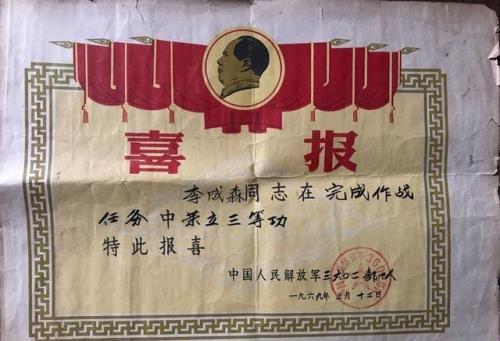 喜报
李成森同志在完成作战
任务中荣立三等功
特此报喜
中国人民解放军三六〇二部队
一九六九年三月十二日